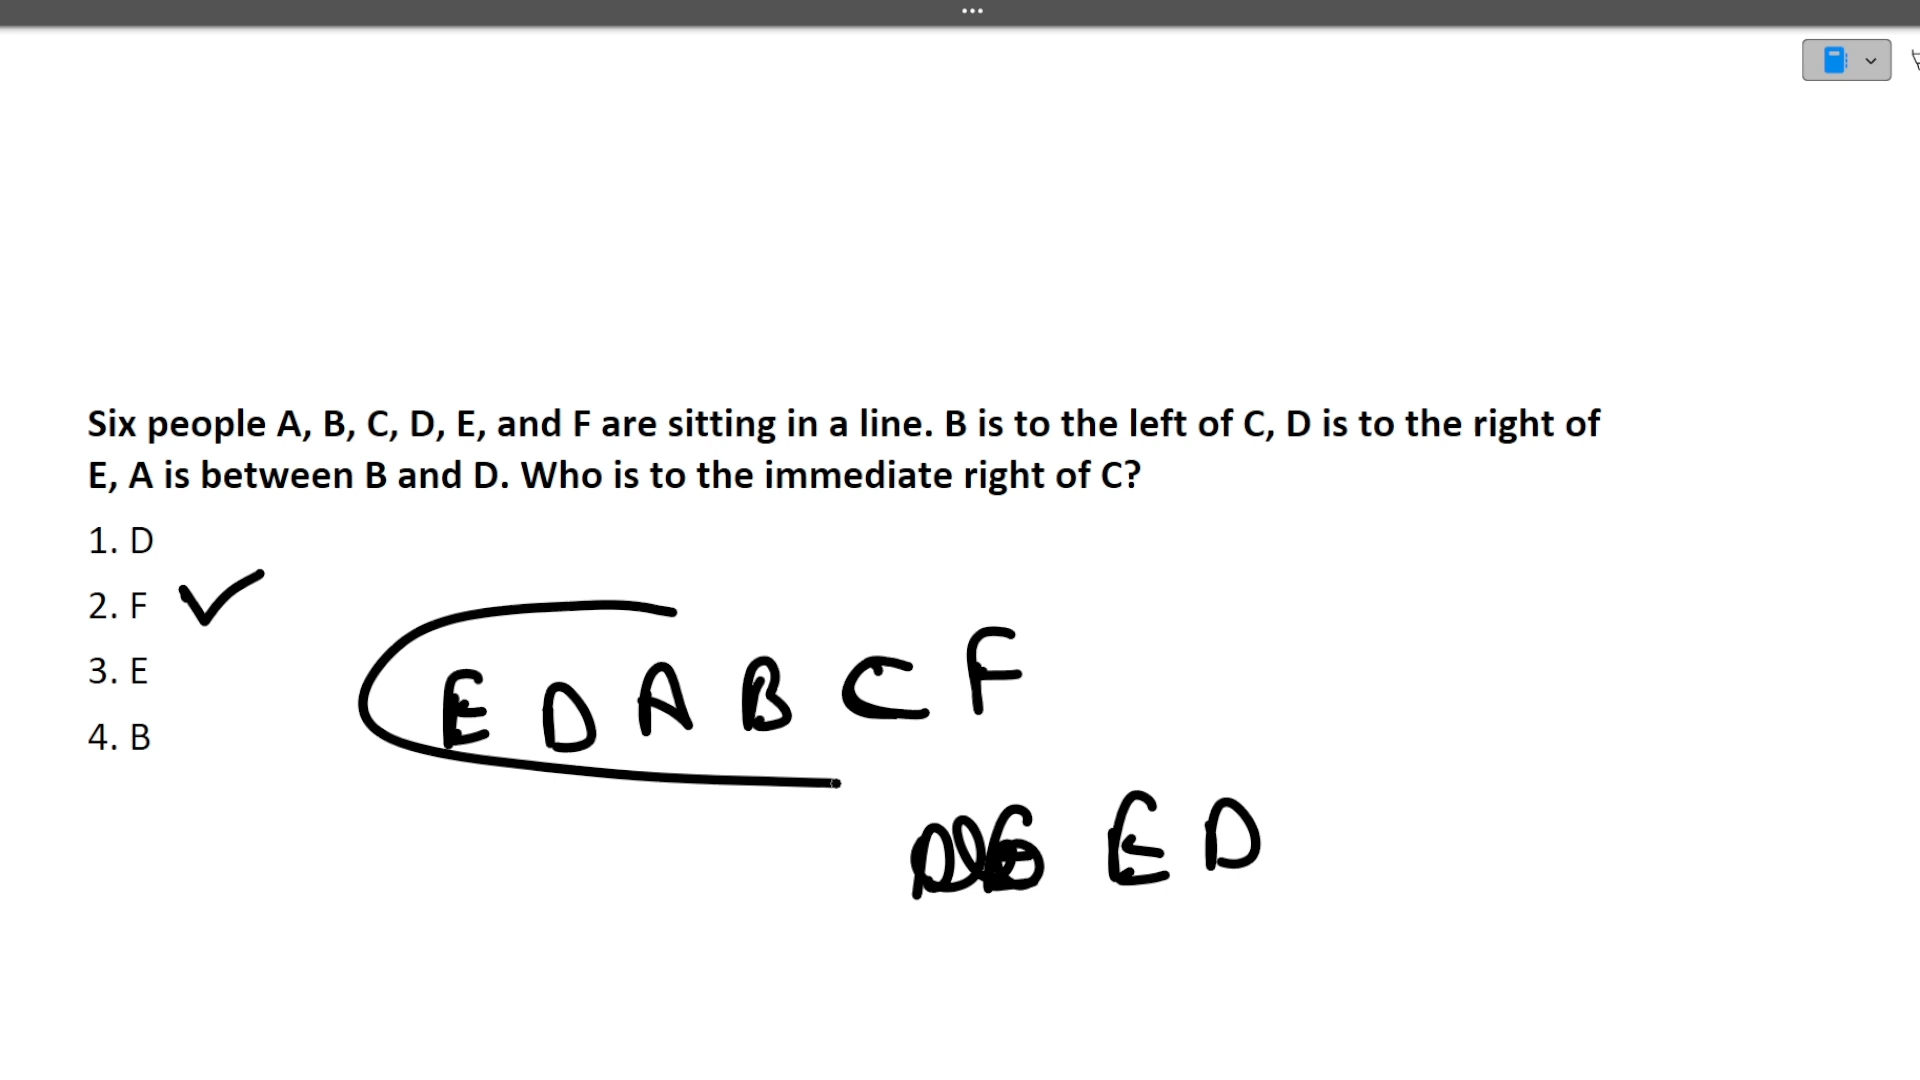 Six people A, B, C, D, E, and F are sitting in a line. B is to the left of C, D is to the right of
E, A is between B and D. Who is to the immediate right of C?
1. D
2. F
3. E
4. B
E D A B C F
E D